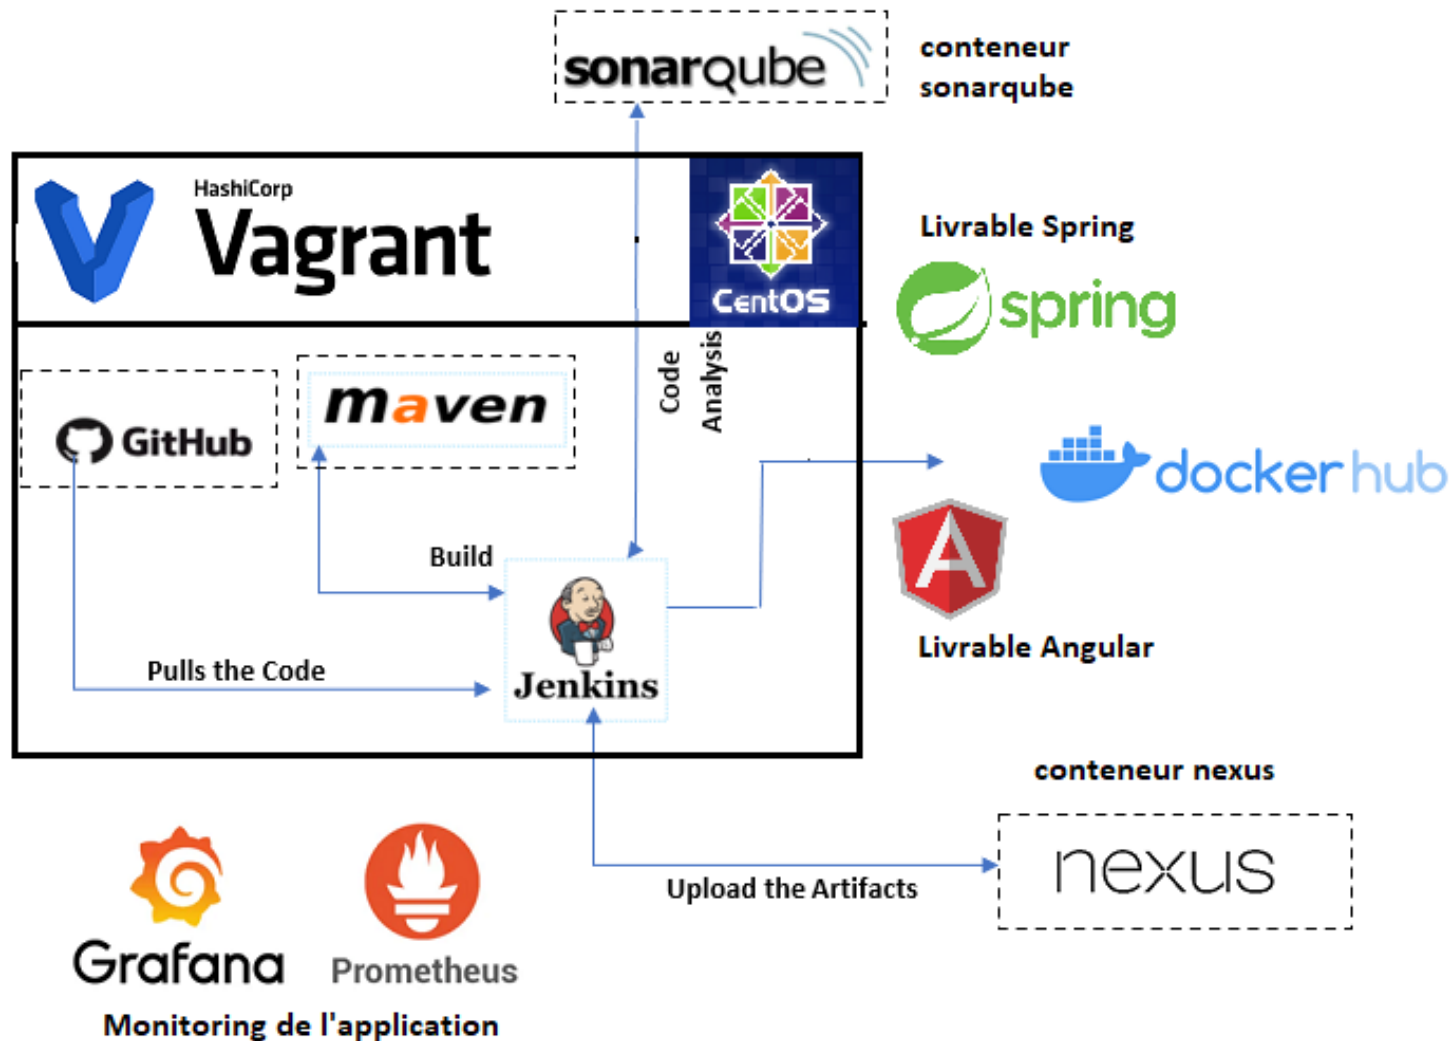 sonarqube
conteneur
sonarqube
HashiCorp
Vagrant
CentOS
Livrable Spring
spring
Code
Analysis
GitHub
maven
docker hub
Build
Pulls the Code
Jenkins
A
Livrable Angular
conteneur nexus
nexus
Upload the Artifacts
Grafana
Prometheus
Monitoring de l'application